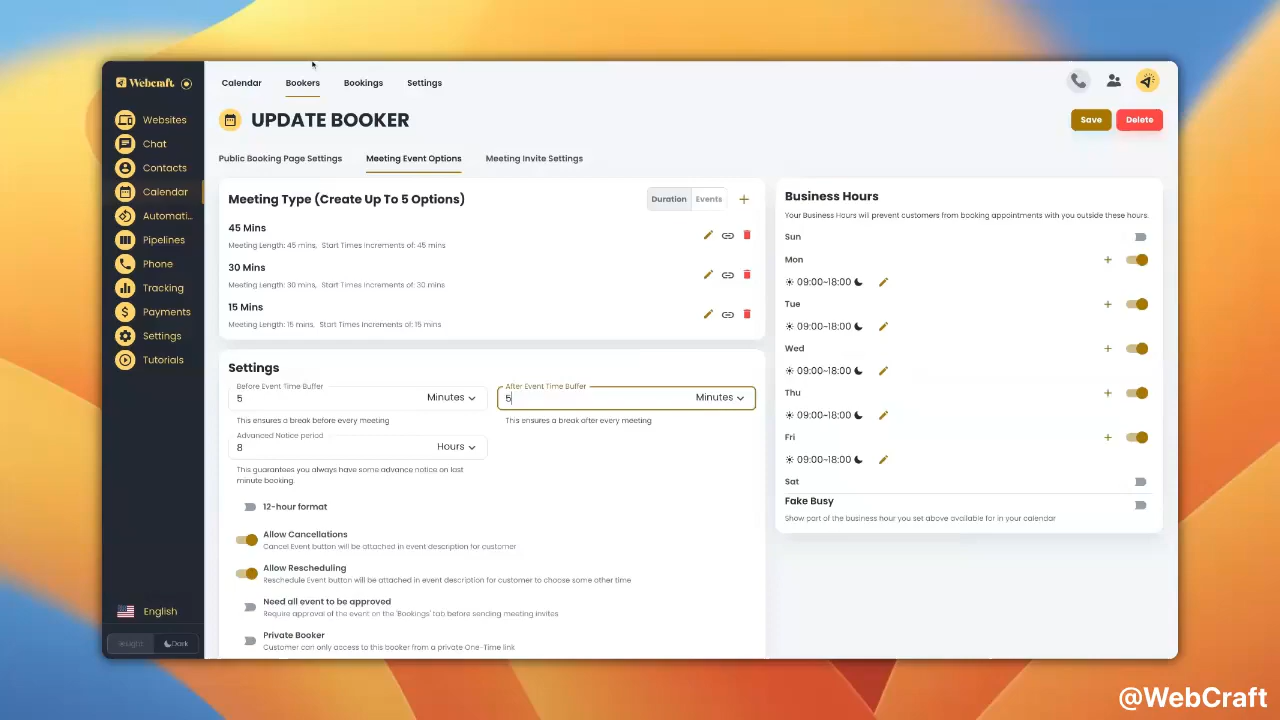 Webcraft
Websites
Chat
Contacts
Calendar
Automati...
Pipelines
Phone
Tracking
Payments
Settings
Tutorials
English
Light
Dark
Calendar
Bookers
Bookings
Settings
UPDATE BOOKER
Save
Delete
Public Booking Page Settings
Meeting Event Options
Meeting Invite Settings
Meeting Type (Create Up To 5 Options)
Duration
Events
45 Mins
Meeting Length: 45 mins, Start Times Increments of: 45 mins
30 Mins
Meeting Length: 30 mins, Start Times Increments of: 30 mins
15 Mins
Meeting Length: 15 mins, Start Times Increments of: 15 mins
Settings
Before Event Time Buffer
5
Minutes
This ensures a break before every meeting
After Event Time Buffer
5
Minutes
This ensures a break after every meeting
Advanced Notice period
8
Hours
This guarantees you always have some advance notice on last
minute booking.
12-hour format
Allow Cancellations
Cancel Event button will be attached in event description for customer
Allow Rescheduling
Reschedule Event button will be attached in event description for customer to choose some other time
Need all event to be approved
Require approval of the event on the 'Bookings' tab before sending meeting invites
Private Booker
Customer can only access to this booker from a private One-Time link
Business Hours
Your Business Hours will prevent customers from booking appointments with you outside these hours.
Sun
Mon
09:00-18:00
Tue
09:00-18:00
Wed
09:00-18:00
Thu
09:00-18:00
Fri
09:00-18:00
Sat
Fake Busy
Show part of the business hour you set above available for in your calendar
@WebCraft